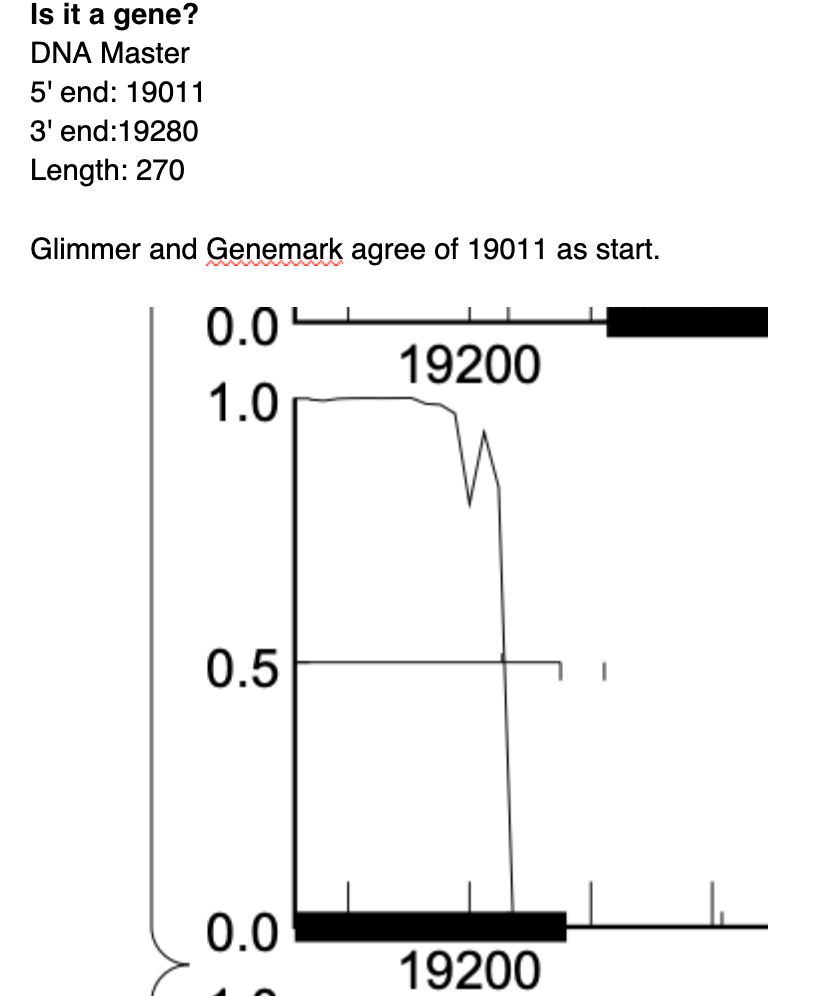 Is it a gene?
DNA Master
5' end: 19011
3' end:19280
Length: 270
Glimmer and Genemark agree of 19011 as start.
0.0
19200
1.0
0.5
0.0
19200